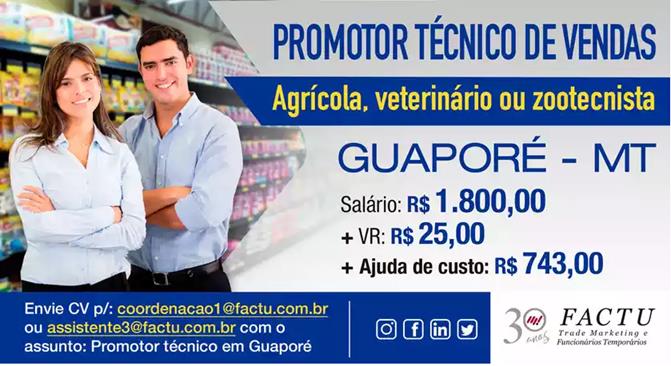 PROMOTOR TÉCNICO DE VENDAS
Agrícola, veterinário ou zootecnista
GUAPORÉ - MT
Salário: R$ 1.800,00
+ VR: R$ 25,00
+ Ajuda de custo: R$ 743,00
Envie CV p/: coordenacao1@factu.com.br
ou assistente3@factu.com.br com o
assunto: Promotor técnico em Guaporé
30 anos
FACTU
Trade Marketing e
Funcionários Temporários